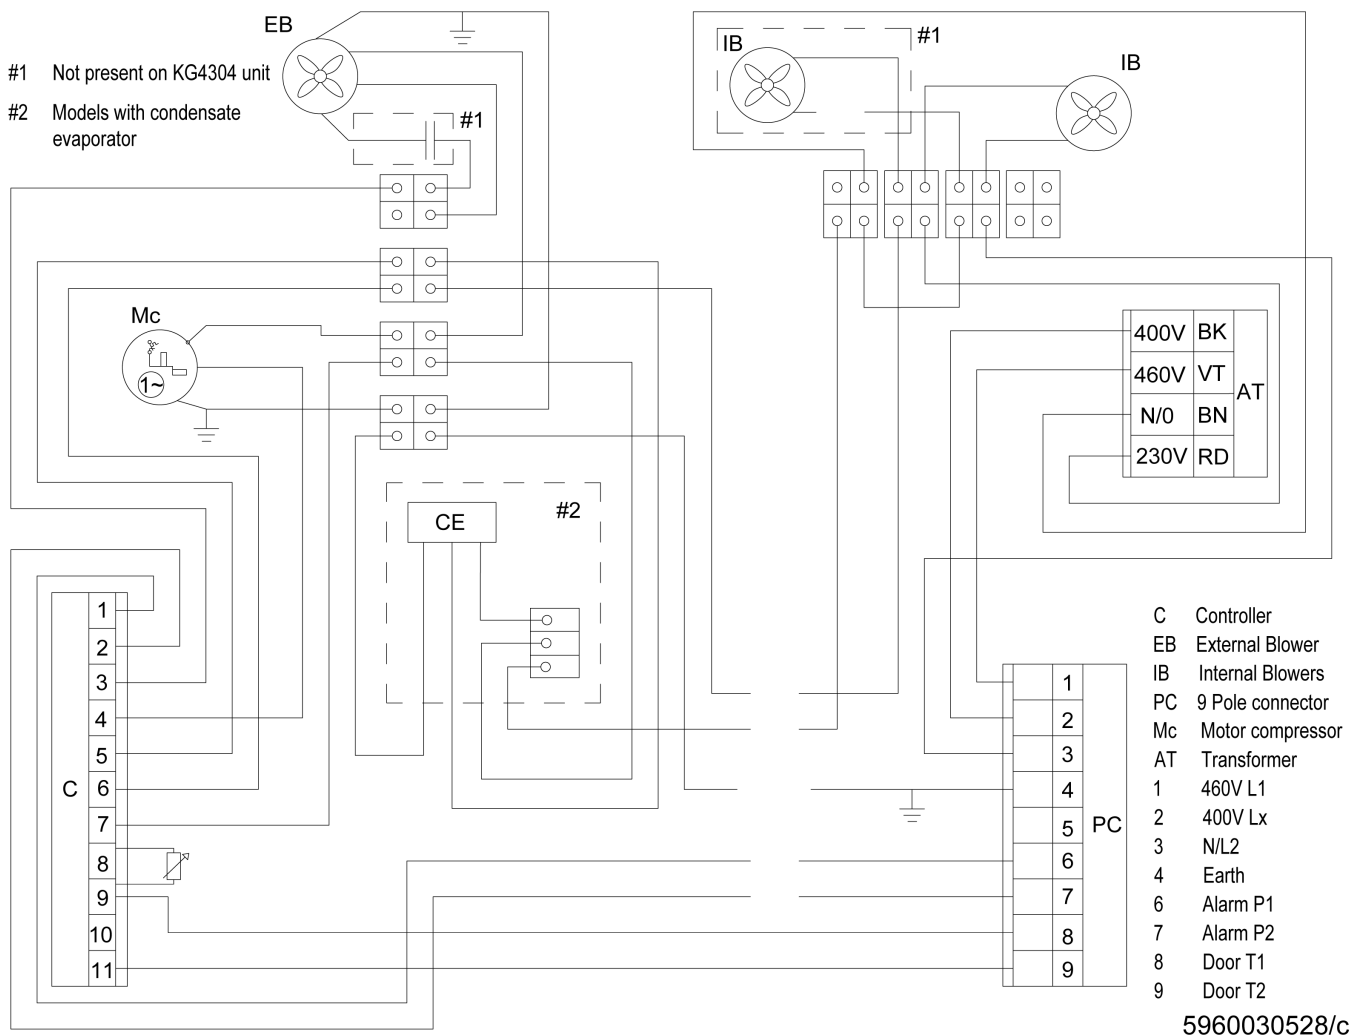 EB
#1 Not present on KG4304 unit
#2 Models with condensate
evaporator
#1
IB
#1
IB
Mc
1~
400V BK
460V VT
N/0 BN
230V RD
AT
CE
#2
C
1
2
3
4
5
6
7
8
9
10
11
1
2
3
4
5
6
7
8
9
PC
C Controller
EB External Blower
IB Internal Blowers
PC 9 Pole connector
Mc Motor compressor
AT Transformer
1 460V L1
2 400V Lx
3 N/L2
4 Earth
6 Alarm P1
7 Alarm P2
8 Door T1
9 Door T2
5960030528/c